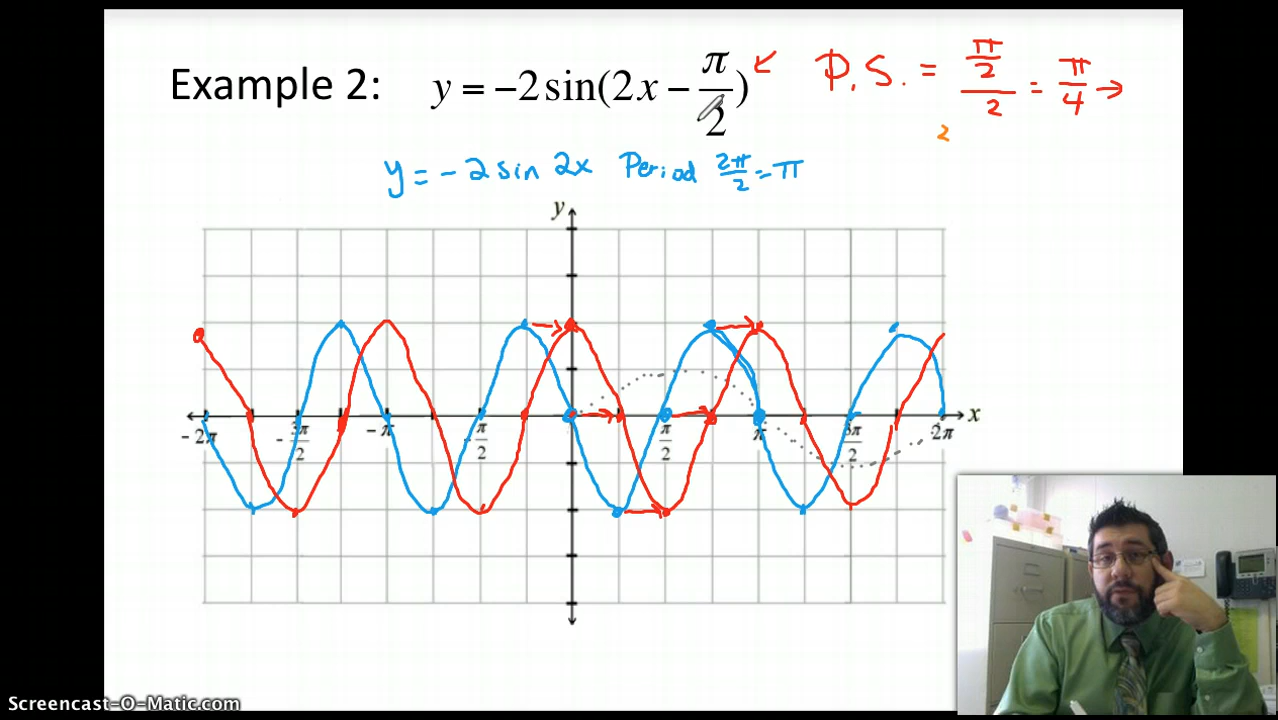 Example 2: y = −2 sin(2x − π/2) ↙ P.S. = (π/2)/2 = π/4 →
2
y = -2 sin 2x Period 2π/2 = π
y
x
- 2π - 3π/2 - π - π/2 π/2 π 3π/2 2π
Screencast-O-Matic.com